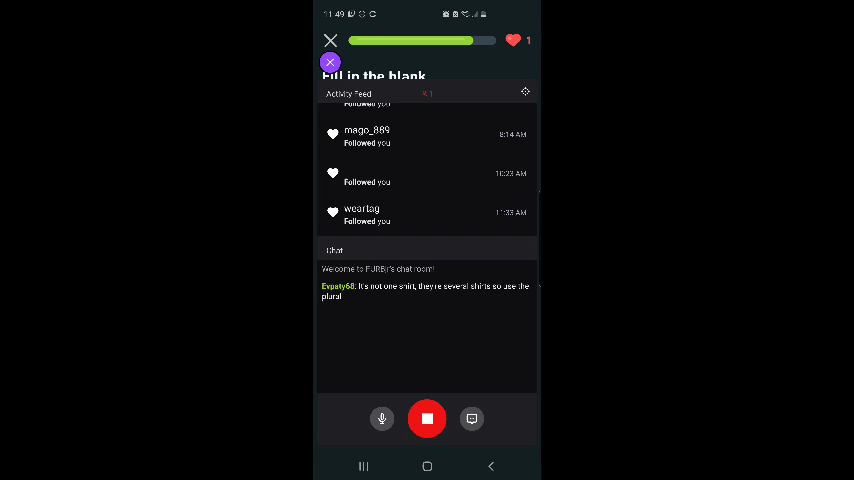 11:49
1
Fill in the blank
Activity Feed
1
Followed you
mago_889
8:14 AM
Followed you
10:23 AM
Followed you
weartag
11:33 AM
Followed you
Chat
Welcome to FURBjr's chat room!
Evpaty68: It's not one shirt, they're several shirts so use the
plural